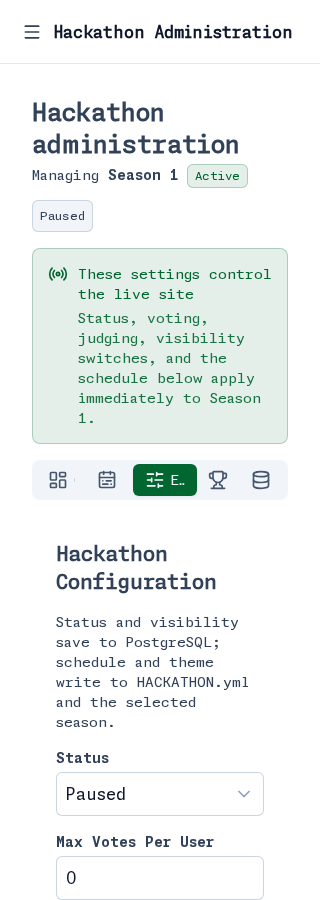 Hackathon Administration
Hackathon
administration
Managing Season 1 Active
Paused
These settings control
the live site
Status, voting,
judging, visibility
switches, and the
schedule below apply
immediately to Season
1.
E…
Hackathon
Configuration
Status and visibility
save to PostgreSQL;
schedule and theme
write to HACKATHON.yml
and the selected
season.
Status
Paused
Max Votes Per User
0